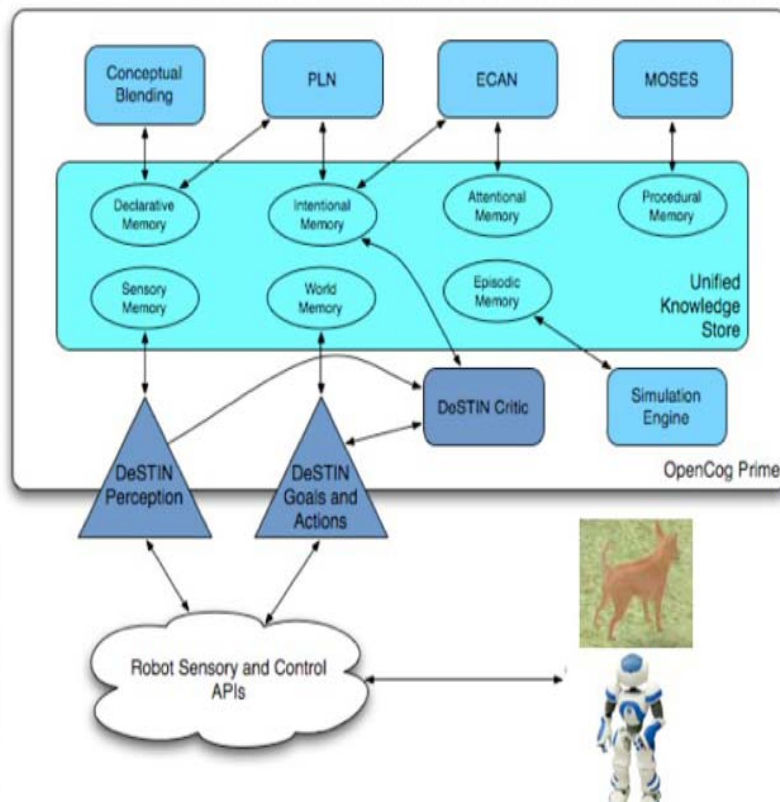 Conceptual
Blending
PLN
ECAN
MOSES
Declarative
Memory
Intentional
Memory
Attentional
Memory
Procedural
Memory
Sensory
Memory
World
Memory
Episodic
Memory
Unified
Knowledge
Store
DeSTIN
Perception
DeSTIN
Goals and
Actions
DeSTIN Critic
Simulation
Engine
OpenCog Prime
Robot Sensory and Control
APIs